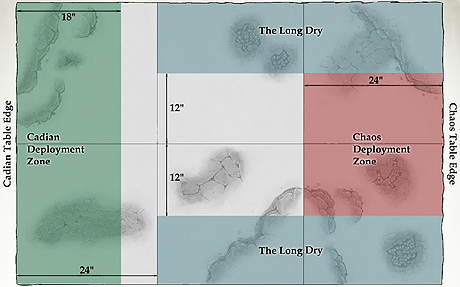 18"
The Long Dry
24"
12"
Cadian Table Edge
Cadian
Deployment
Zone
Chaos
Deployment
Zone
Chaos Table Edge
12"
The Long Dry
24"